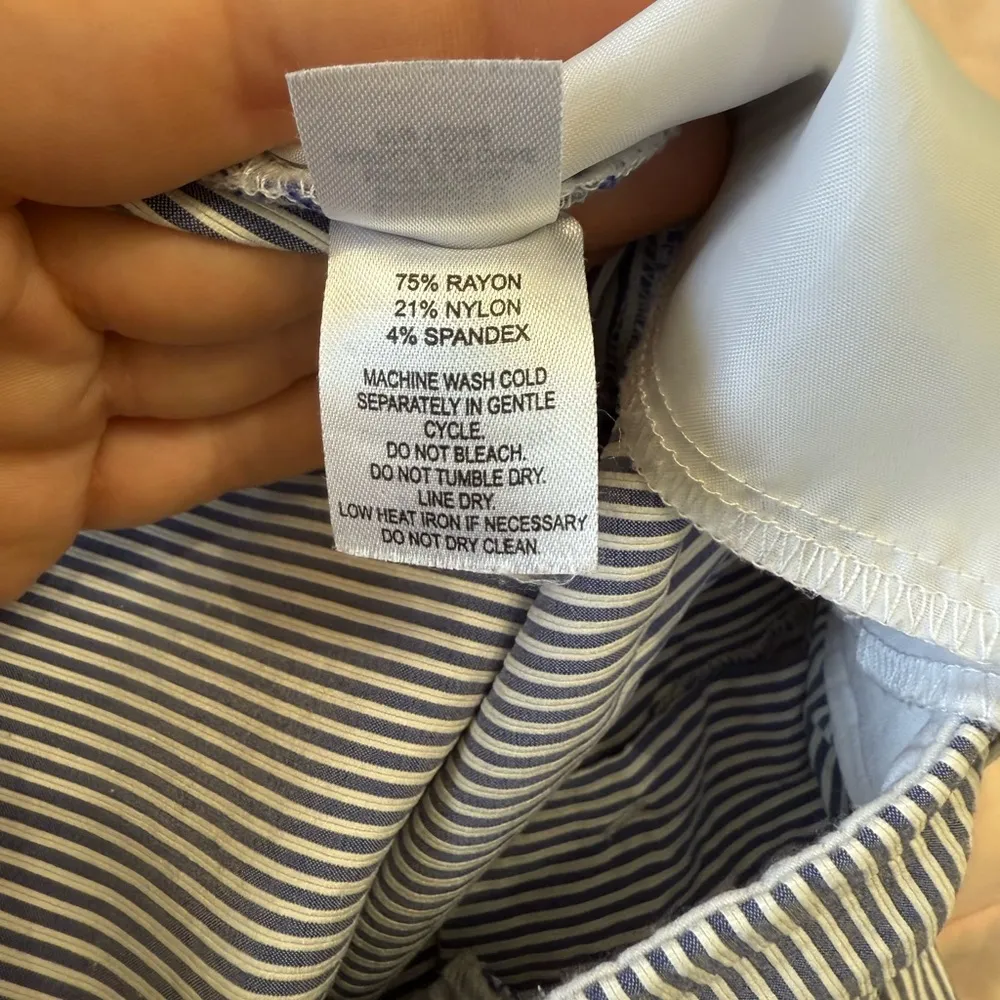 75% RAYON
21% NYLON
4% SPANDEX
MACHINE WASH COLD
SEPARATELY IN GENTLE
CYCLE.
DO NOT BLEACH.
DO NOT TUMBLE DRY.
LINE DRY.
LOW HEAT IRON IF NECESSARY
DO NOT DRY CLEAN.